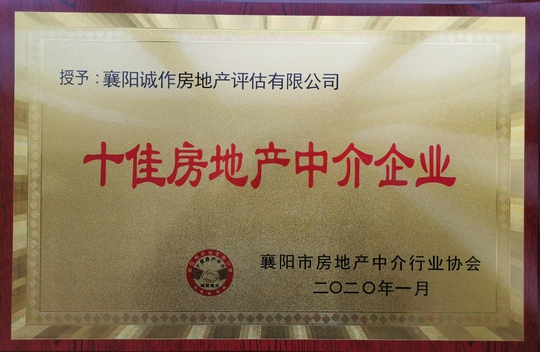 授予：襄阳诚作房地产评估有限公司
十佳房地产中介企业
襄阳市房地产中介行业协会
二〇二〇年一月